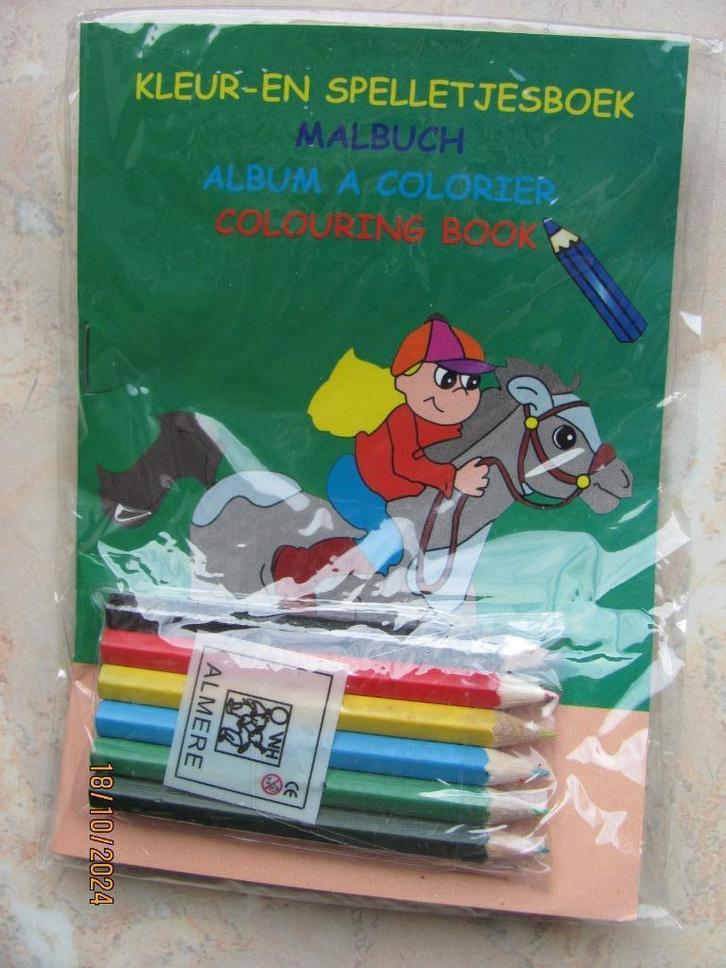 KLEUR-EN SPELLETJESBOEK
MALBUCH
ALBUM A COLORIER
COLOURING BOOK
WH
ALMERE
CE
18/10/2024